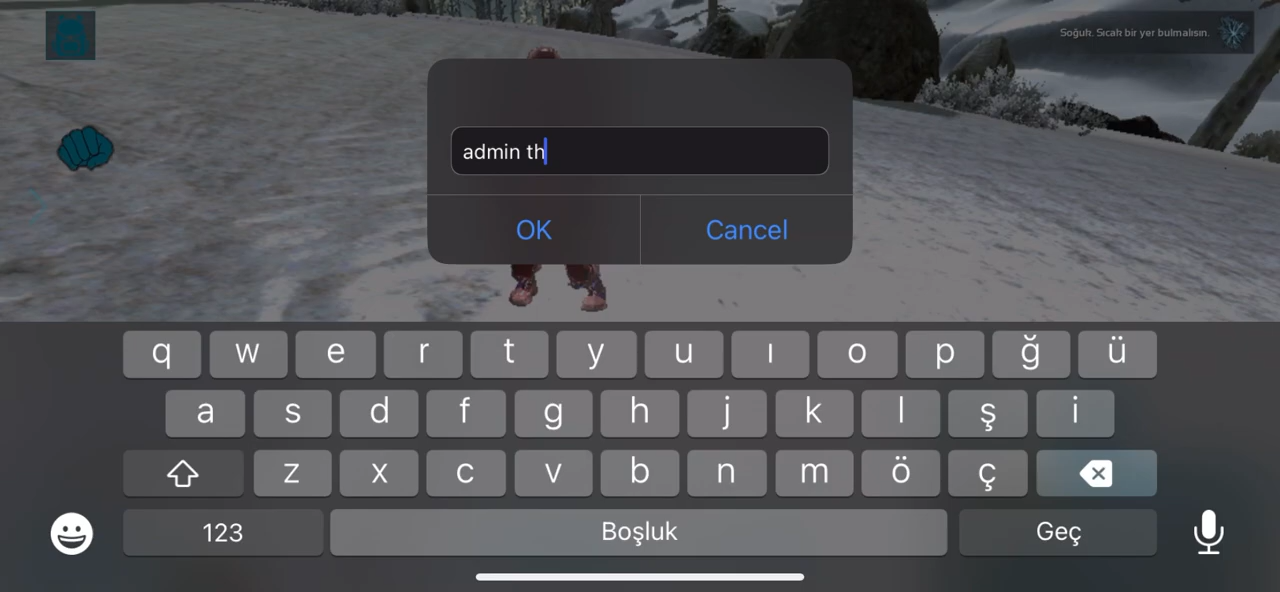 Soğuk. Sıcak bir yer bulmalısın.
admin th
OK Cancel
q w e r t y u ı o p ğ ü
a s d f g h j k l ş i
z x c v b n m ö ç
123 Boşluk Geç